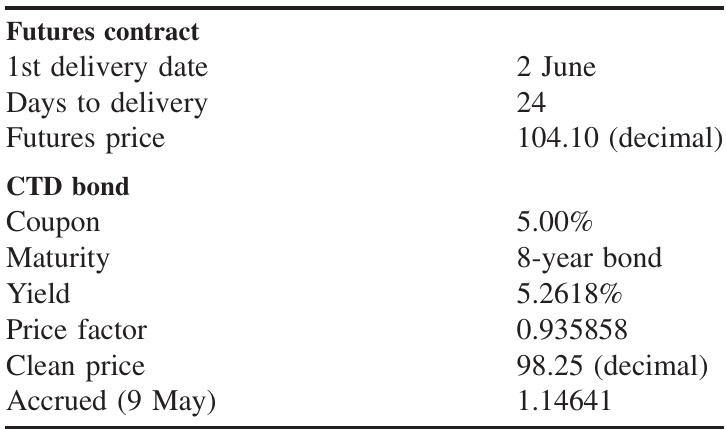 Futures contract
1st delivery date 2 June
Days to delivery 24
Futures price 104.10 (decimal)
CTD bond
Coupon 5.00%
Maturity 8-year bond
Yield 5.2618%
Price factor 0.935858
Clean price 98.25 (decimal)
Accrued (9 May) 1.14641